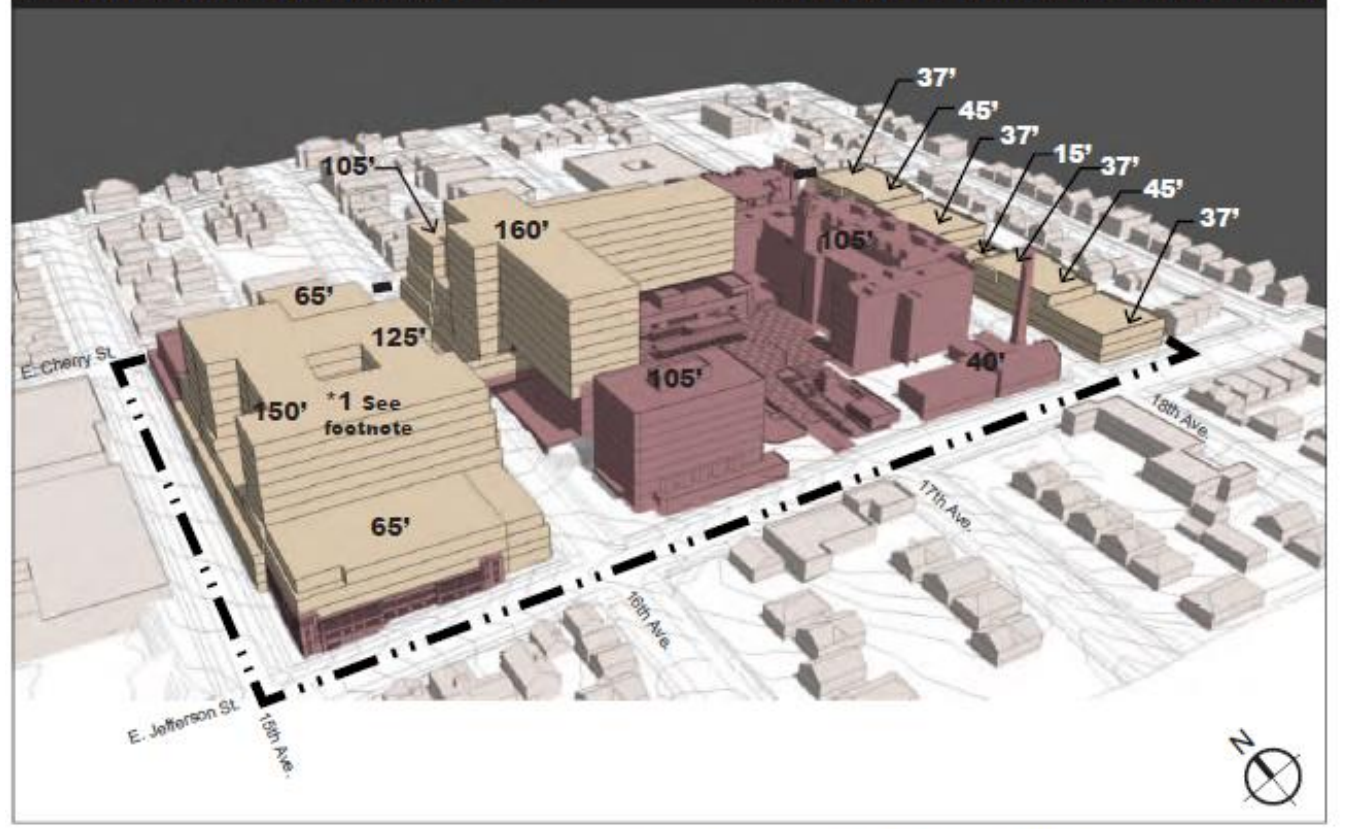 37’
45’
37’
15’
37’
45’
37’
105’
160’
105’
65’
125’
E. Cherry St.
105’
40’
150’
*1 See
footnote
18th Ave.
17th Ave.
65’
16th Ave.
E. Jefferson St.
15th Ave.
N